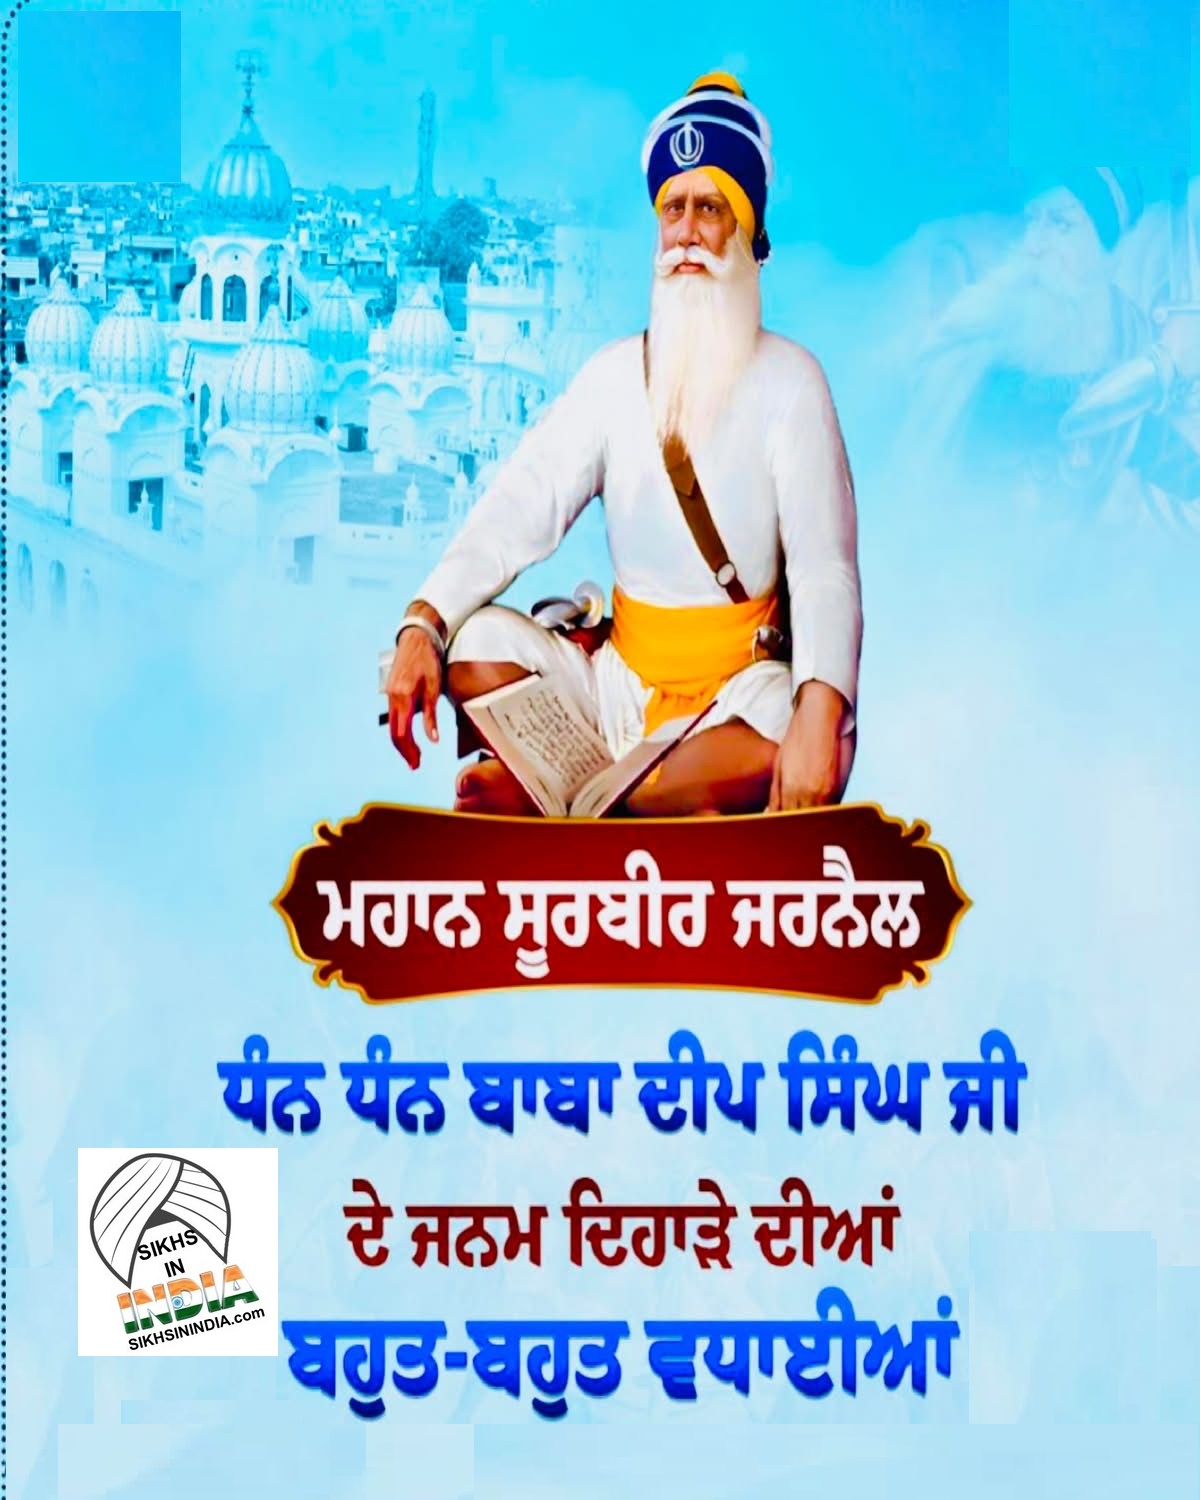 ਮਹਾਨ ਸੂਰਬੀਰ ਜਰਨੈਲ
ਧੰਨ ਧੰਨ ਬਾਬਾ ਦੀਪ ਸਿੰਘ ਜੀ
ਦੇ ਜਨਮ ਦਿਹਾੜੇ ਦੀਆਂ
ਬਹੁਤ-ਬਹੁਤ ਵਧਾਈਆਂ
SIKHS
IN
INDIA
SIKHSININDIA.com